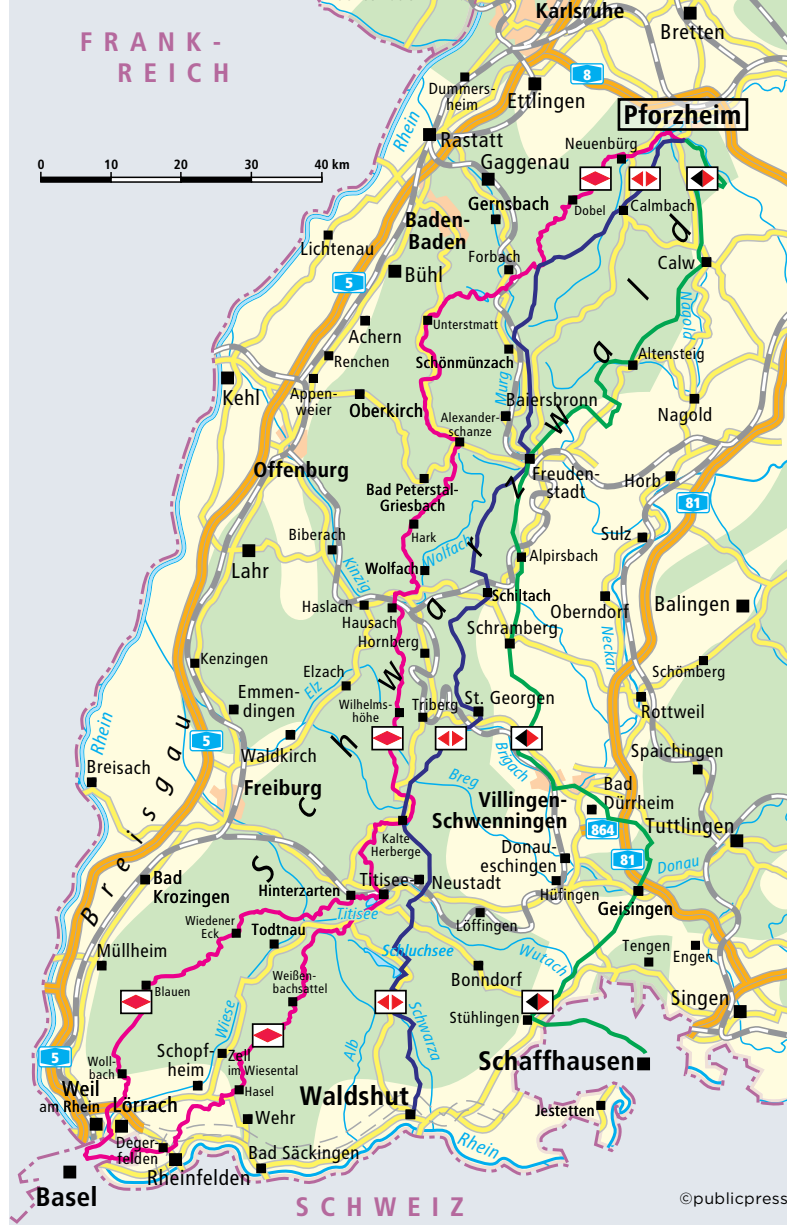 Karlsruhe
Bretten
FRANK-
REICH
8
Dummers-
heim
Ettlingen
Pforzheim
Rhein
Rastatt
Neuenbürg
0 10 20 30 40 km
Gaggenau
Dobel
Calmbach
Gernsbach
Baden-
Baden
Lichtenau
Forbach
Calw
5
Bühl
Nagold
Unterstmatt
Achern
Renchen
Schönmünzach
Altensteig
Kehl
Appen-
weier
Murg
Baiersbronn
Oberkirch
Nagold
Alexander-
schanze
Offenburg
Freuden-
stadt
Horb
Bad Peterstal-
Griesbach
81
Hark
Biberach
Sulz
Wolfach
Alpirsbach
Lahr
Kinzig
Wolfach
Schiltach
Haslach
Hausach
Oberndorf
Balingen
Schramberg
Hornberg
Neckar
Kenzingen
Elzach
Schömberg
Elz
Emmen-
dingen
Wilhelms-
höhe
Triberg
St. Georgen
Rottweil
Rhein
5
Waldkirch
Spaichingen
Breisach
Brigach
Breg
Freiburg
Villingen-
Schwenningen
Bad
Dürrheim
Schwarzwald
Breisgau
864
Tuttlingen
Kalte
Herberge
Donau-
eschingen
81
Donau
Bad
Krozingen
Hinterzarten
Titisee-
Neustadt
Hüfingen
Geisingen
Titisee
Wiedener
Eck
Todtnau
Löffingen
Müllheim
Schluchsee
Wutach
Tengen
Engen
Weißen-
bachsattel
Bonndorf
Blauen
Singen
Schwarza
Stühlingen
Wiese
Alb
5
Schopf-
heim
Zell
im Wiesental
Schaffhausen
Woll-
bach
Hasel
Weil
am Rhein
Lörrach
Waldshut
Jestetten
Wehr
Deger-
felden
Bad Säckingen
Rhein
Rheinfelden
Basel
SCHWEIZ
©publicpress